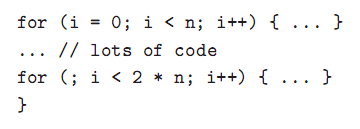 for (i = 0; i < n; i++) { ... }
... // lots of code
for (; i < 2 * n; i++) { ... }
}